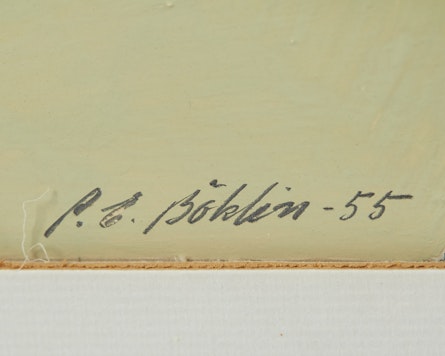 P. E. Böklin - 55